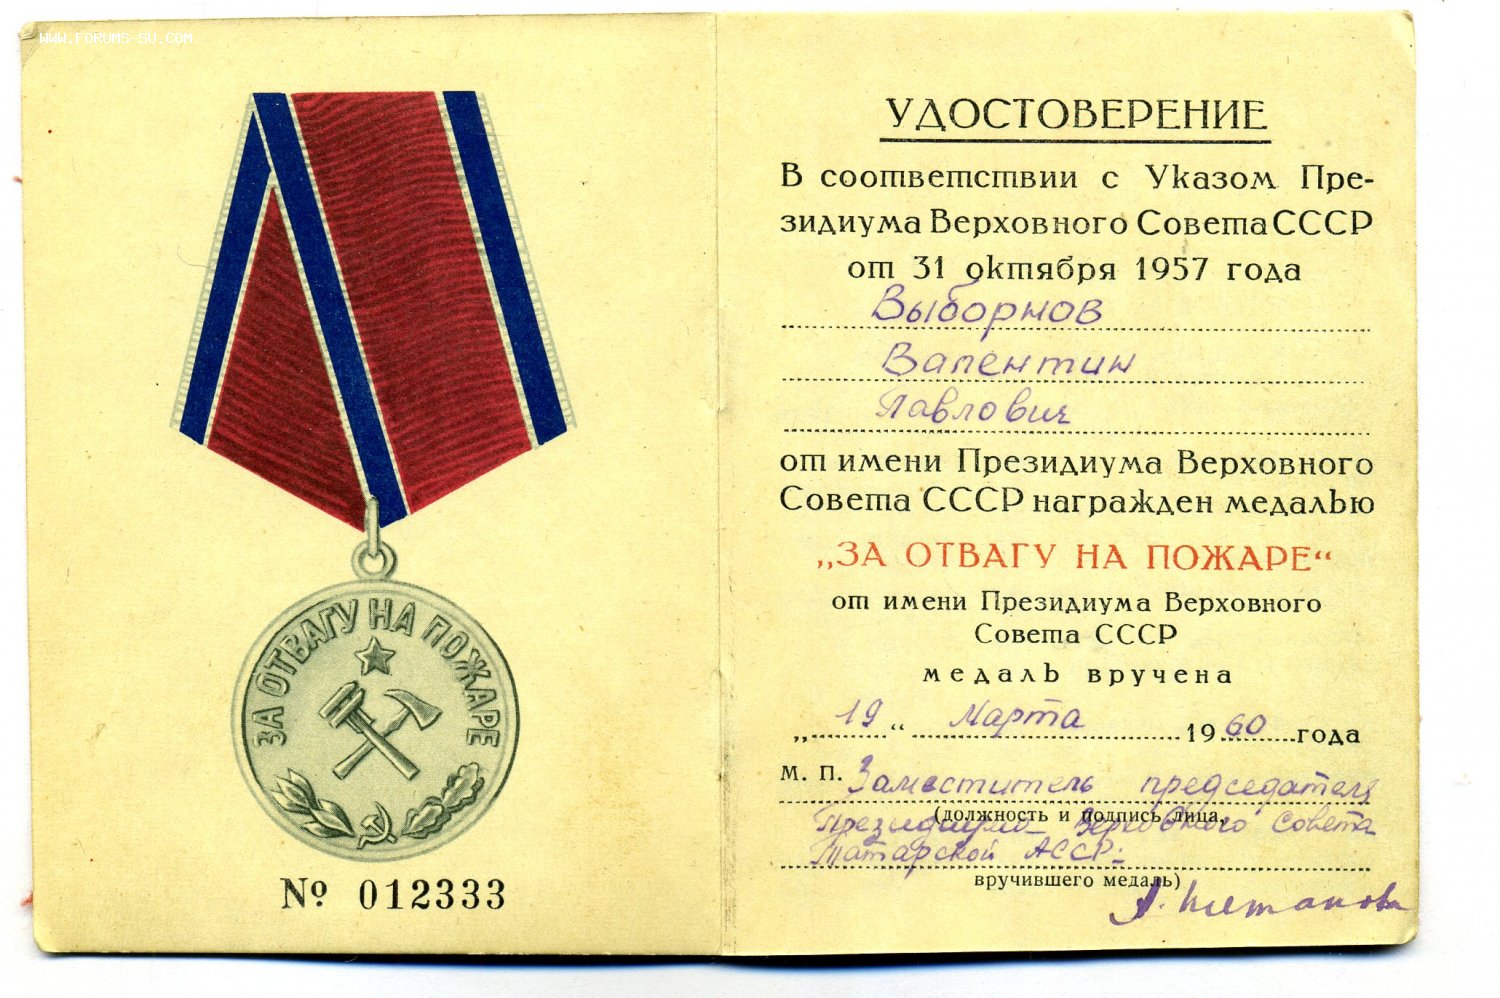 WWW.FORUMS-SU.COM
ЗА ОТВАГУ НА ПОЖАРЕ
№ 012333
УДОСТОВЕРЕНИЕ
В соответствии с Указом Пре-
зидиума Верховного Совета СССР
от 31 октября 1957 года
Выборнов
Валентин
Павлович
от имени Президиума Верховного
Совета СССР награжден медалью
„ЗА ОТВАГУ НА ПОЖАРЕ“
от имени Президиума Верховного
Совета СССР
медаль вручена
„19“ марта 1960 года
М. П. Заместитель председателя
(должность и подпись лица,
Президиума Верховного Совета
Татарской АССР:
вручившего медаль)